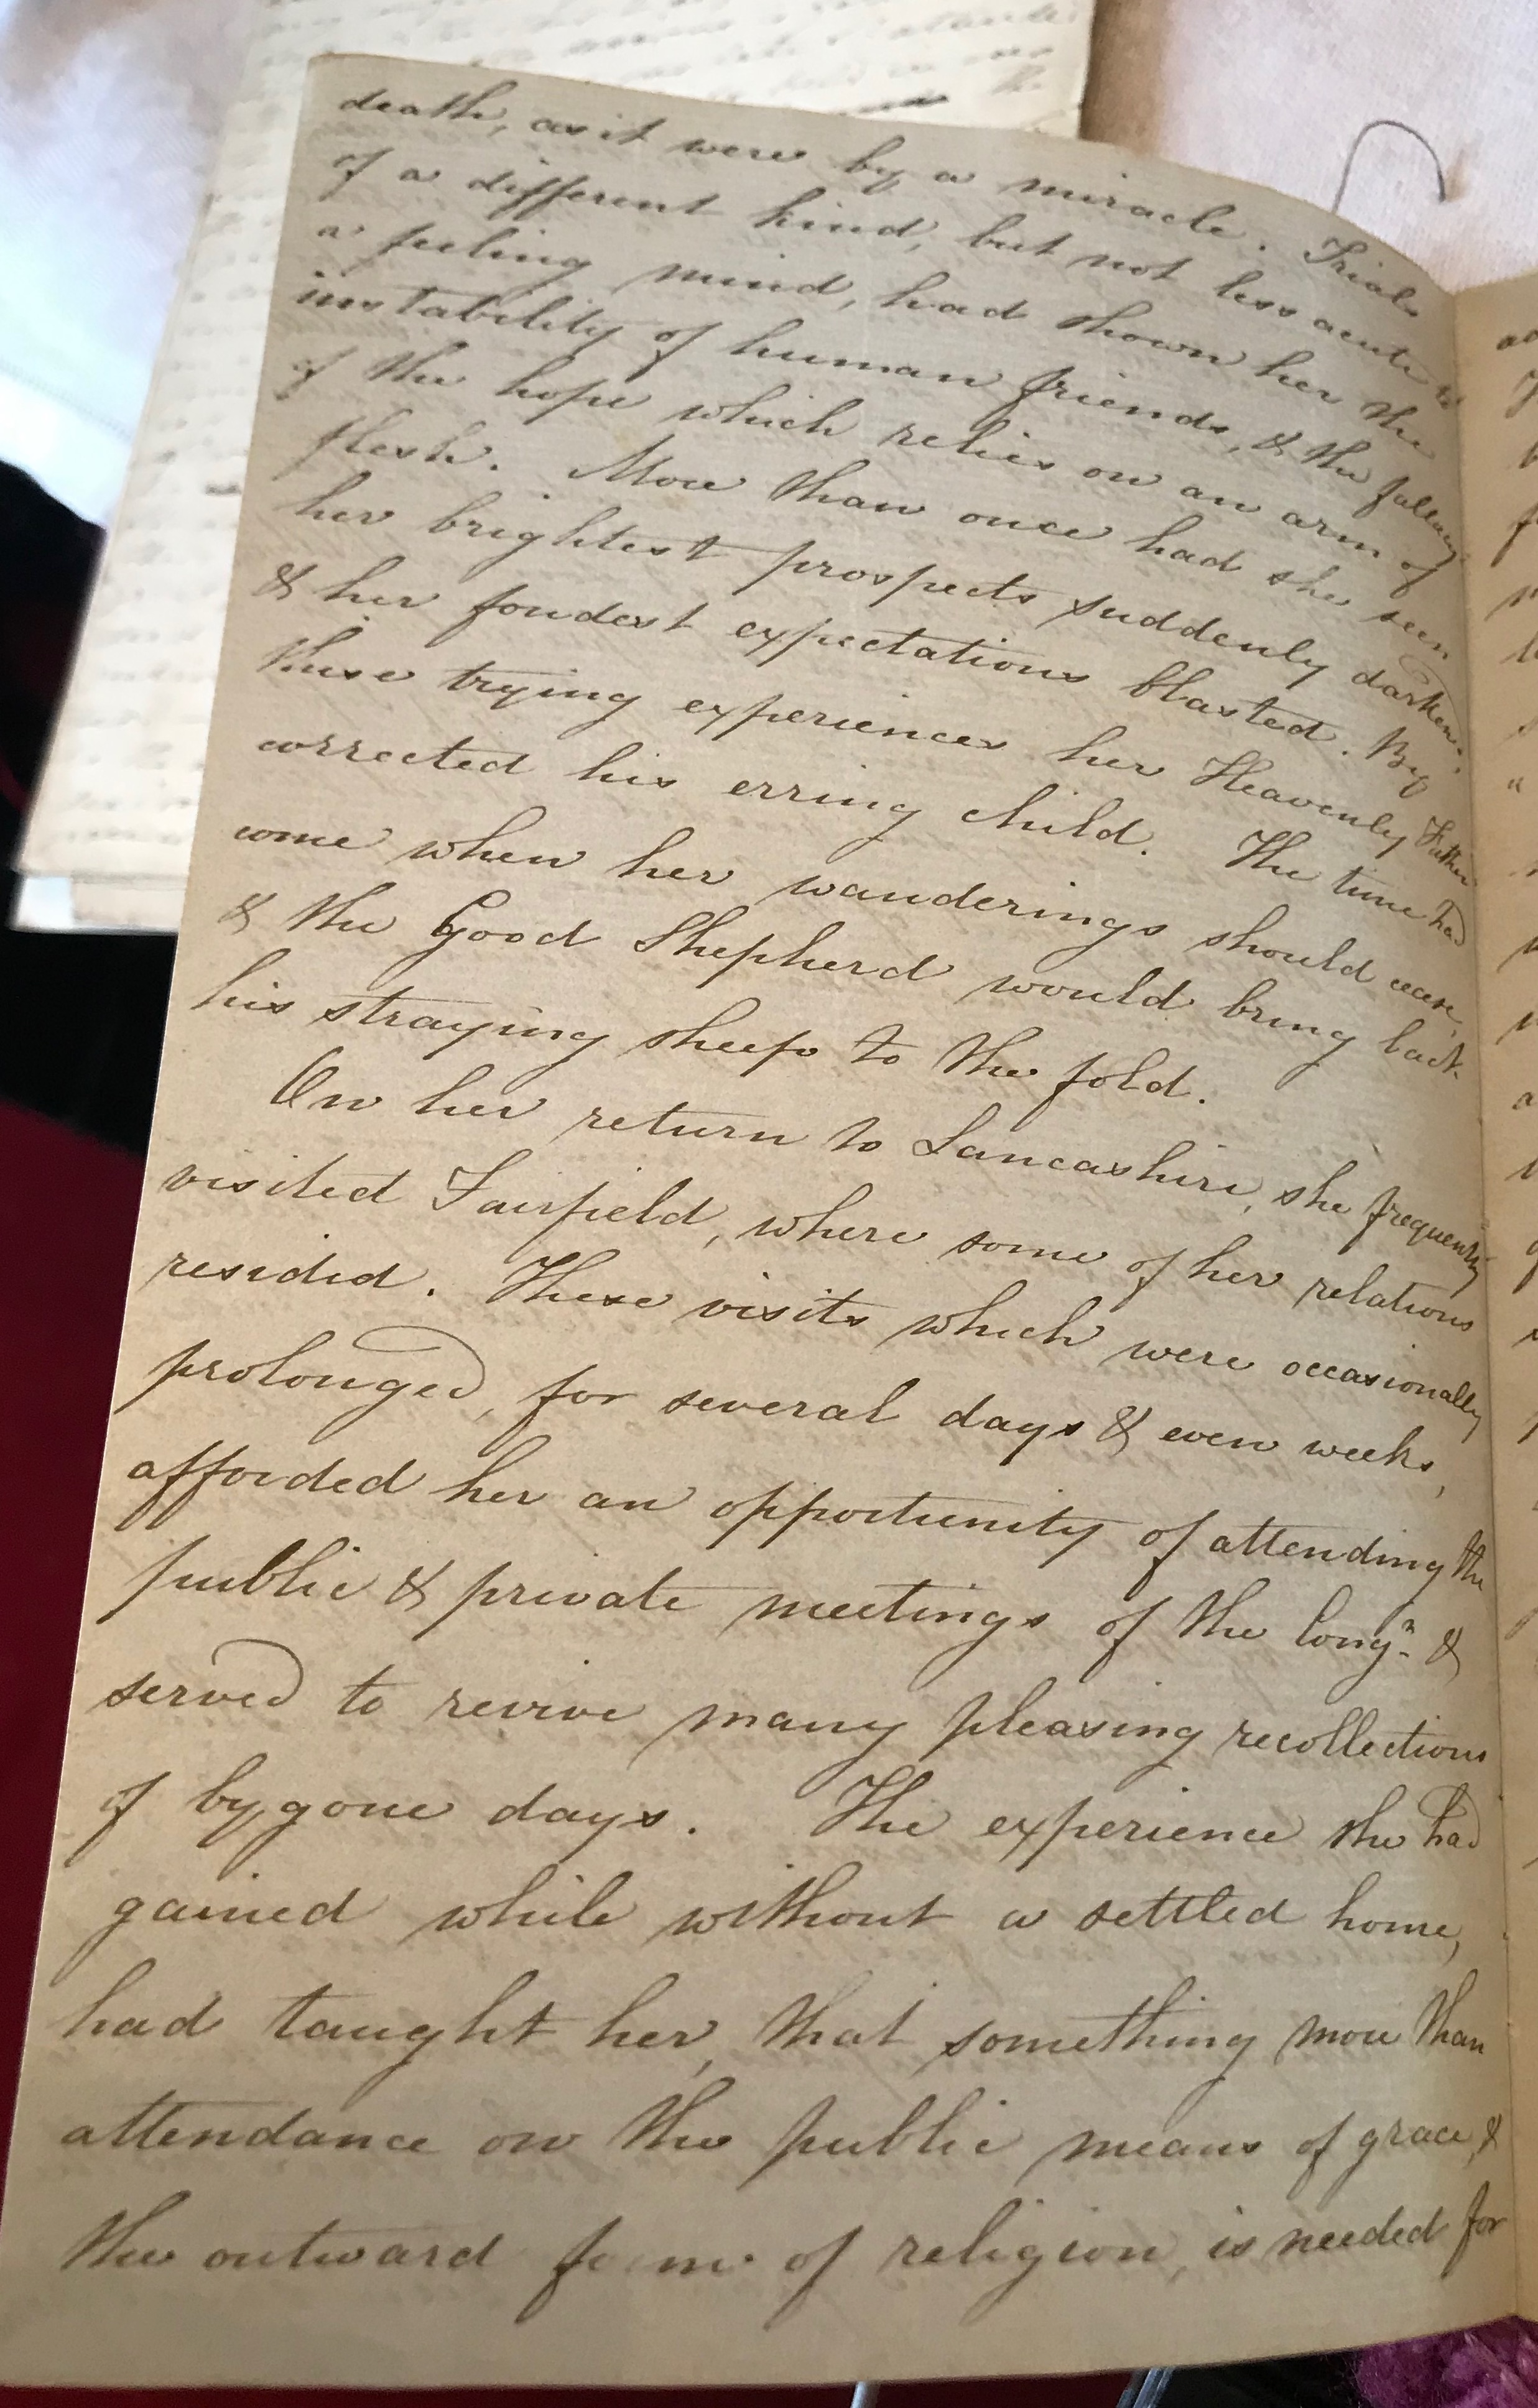 death, as it were by a miracle. Trials
of a different kind, but not less acute to
a feeling mind, had shown her the
instability of human friends, & the fallacy
of the hope which relies on an arm of
flesh. More than once had she seen
her brightest prospects suddenly darken'd,
& her fondest expectations blasted. By
these trying experiences her Heavenly Father
corrected his erring child. The time had
come when her wanderings should cease,
& the Good Shepherd would bring back
his straying sheep to the fold.
On her return to Lancashire, she frequently
visited Fairfield, where some of her relations
resided. These visits which were occasionally
prolonged, for several days & even weeks,
afforded her an opportunity of attending the
public & private meetings of the Congn. &
served to revive many pleasing recollections
of bygone days. The experience she had
gained while without a settled home,
had taught her, that something more than
attendance on the public means of grace, &
the outward form of religion, is needed for